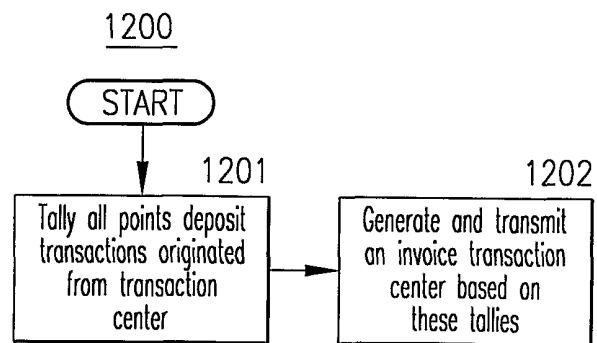 1200
START
1201
Tally all points deposit
transactions originated
from transaction
center
1202
Generate and transmit
an invoice transaction
center based on
these tallies